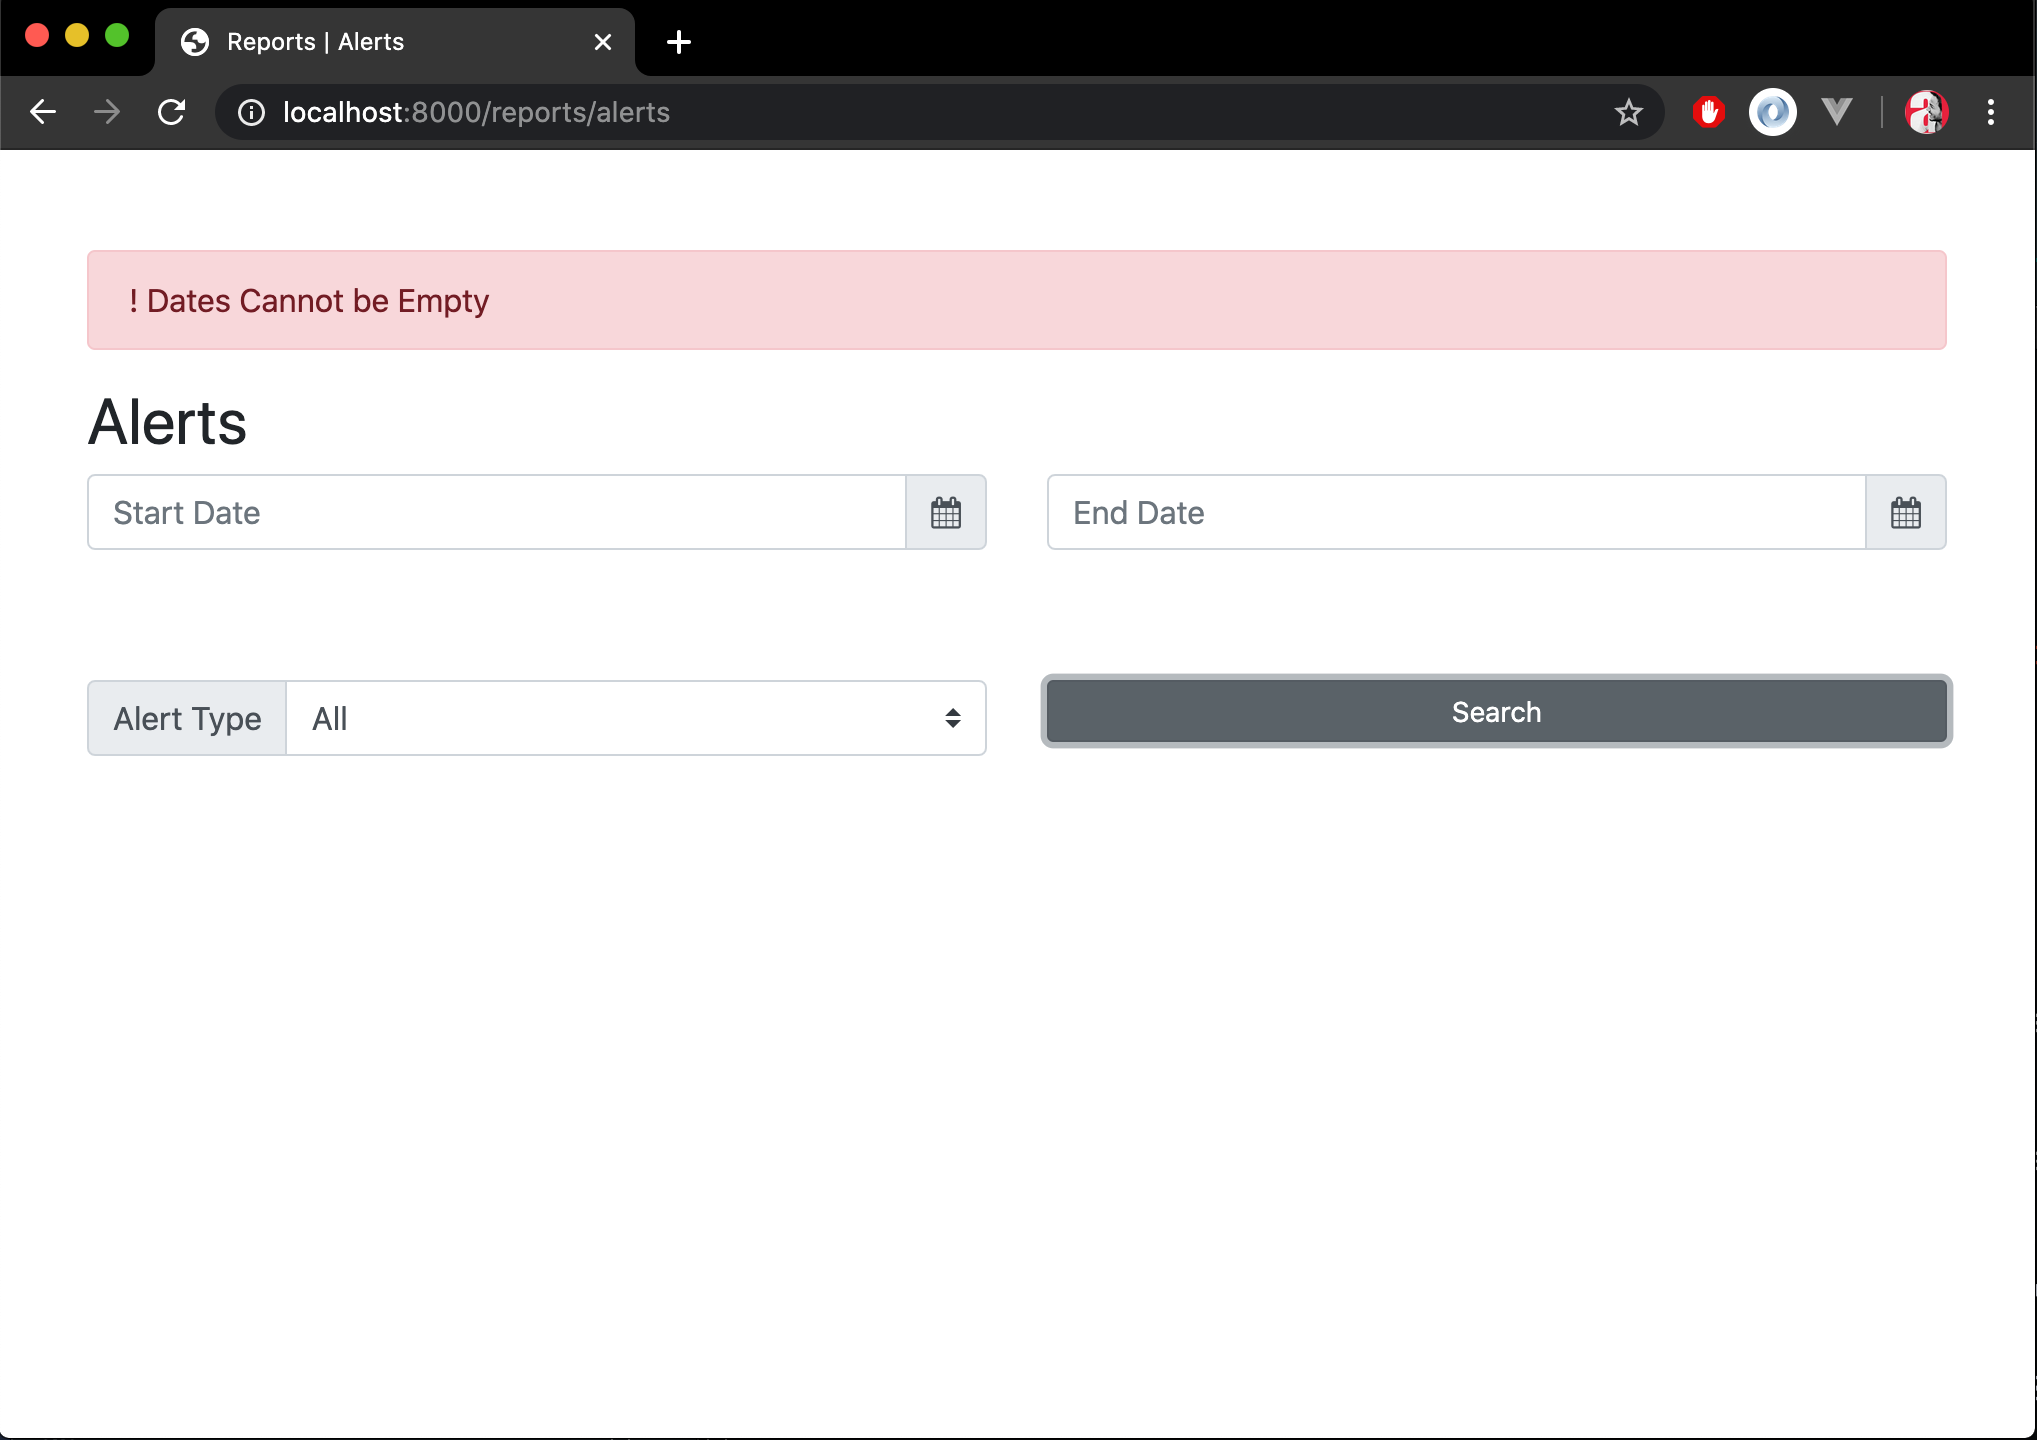 Reports | Alerts
localhost:8000/reports/alerts
! Dates Cannot be Empty
Alerts
Start Date
End Date
Alert Type
All
Search